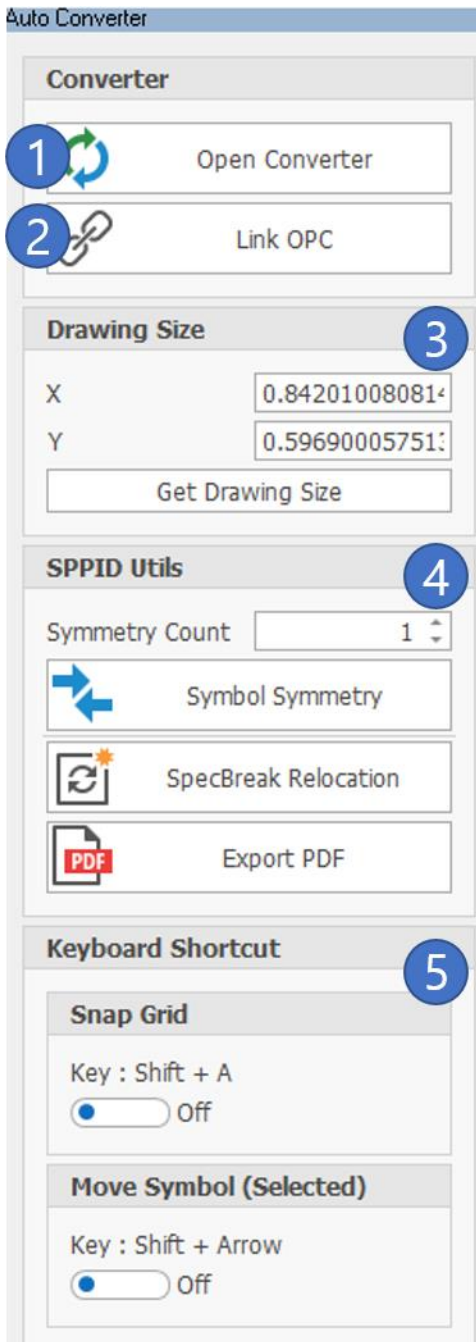 Auto Converter
Converter
1 Open Converter
2 Link OPC
Drawing Size 3
X 0.84201008081
Y 0.59690005751
Get Drawing Size
SPPID Utils 4
Symmetry Count 1
Symbol Symmetry
SpecBreak Relocation
PDF Export PDF
Keyboard Shortcut 5
Snap Grid
Key : Shift + A
Off
Move Symbol (Selected)
Key : Shift + Arrow
Off